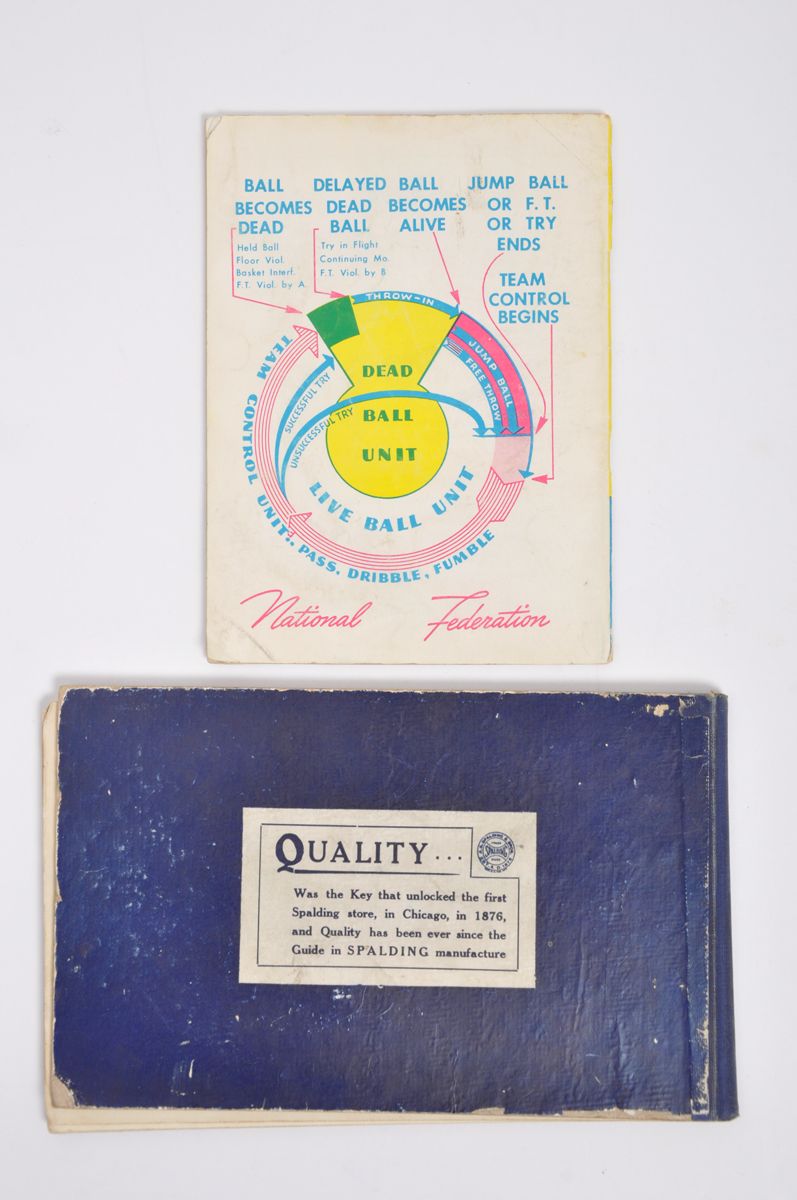 BALL
BECOMES
DEAD
DELAYED
DEAD
BALL
BALL
BECOMES
ALIVE
JUMP BALL
OR F. T.
OR TRY
ENDS
Held Ball
Floor Viol.
Basket Interf.
F.T. Viol. by A.
Try in Flight
Continuing Mo.
F.T. Viol. by B
TEAM
CONTROL
BEGINS
THROW-IN
JUMP BALL
FREE THROW
DEAD
BALL
UNIT
SUCCESSFUL TRY
UNSUCCESSFUL TRY
LIVE BALL UNIT
TEAM CONTROL UNIT:. PASS, DRIBBLE, FUMBLE
National Federation
QUALITY...
SPALDING
Was the Key that unlocked the first
Spalding store, in Chicago, in 1876,
and Quality has been ever since the
Guide in SPALDING manufacture